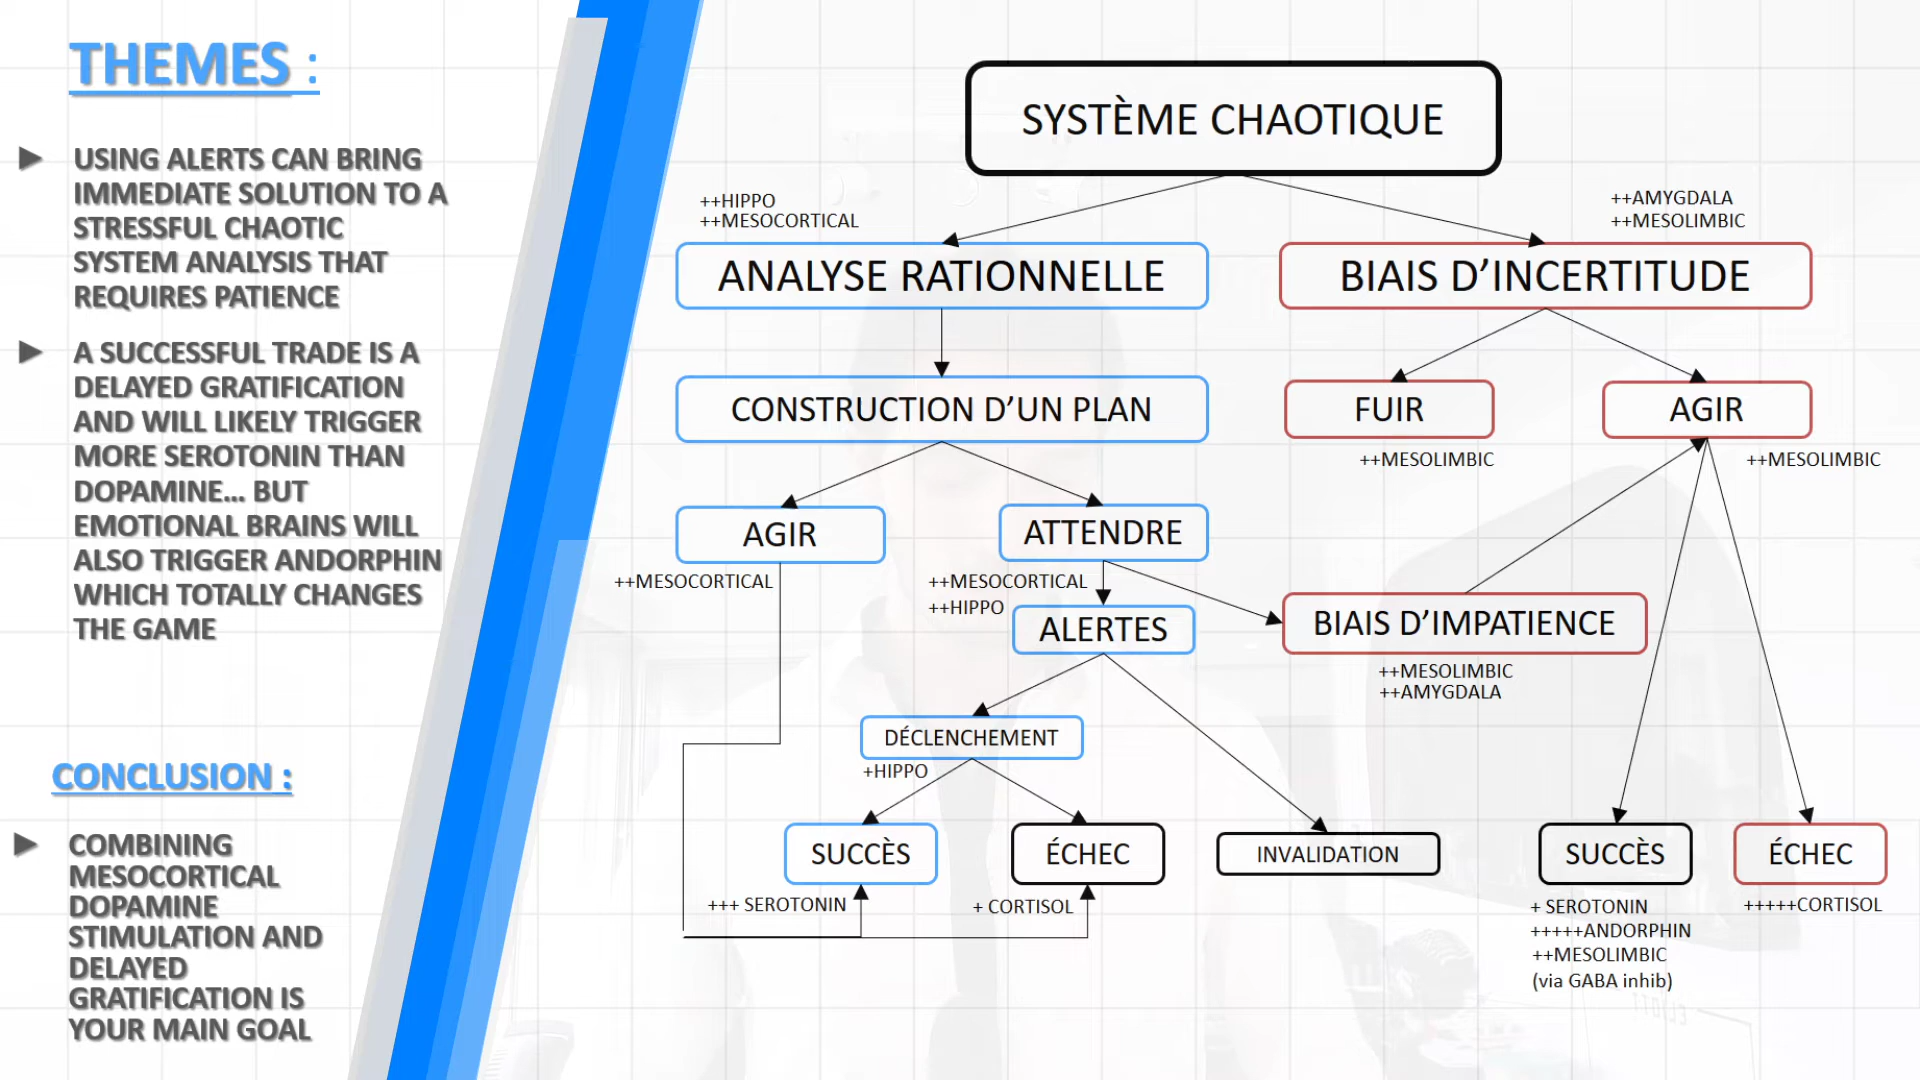 THEMES :
► USING ALERTS CAN BRING
IMMEDIATE SOLUTION TO A
STRESSFUL CHAOTIC
SYSTEM ANALYSIS THAT
REQUIRES PATIENCE
► A SUCCESSFUL TRADE IS A
DELAYED GRATIFICATION
AND WILL LIKELY TRIGGER
MORE SEROTONIN THAN
DOPAMINE... BUT
EMOTIONAL BRAINS WILL
ALSO TRIGGER ANDORPHIN
WHICH TOTALLY CHANGES
THE GAME
CONCLUSION :
► COMBINING
MESOCORTICAL
DOPAMINE
STIMULATION AND
DELAYED
GRATIFICATION IS
YOUR MAIN GOAL
SYSTÈME CHAOTIQUE
++HIPPO
++MESOCORTICAL
++AMYGDALA
++MESOLIMBIC
ANALYSE RATIONNELLE
BIAIS D’INCERTITUDE
CONSTRUCTION D’UN PLAN
FUIR
AGIR
++MESOLIMBIC
++MESOLIMBIC
AGIR
ATTENDRE
++MESOCORTICAL
++MESOCORTICAL
++HIPPO
ALERTES
BIAIS D’IMPATIENCE
++MESOLIMBIC
++AMYGDALA
DÉCLENCHEMENT
+HIPPO
SUCCÈS
ÉCHEC
INVALIDATION
SUCCÈS
ÉCHEC
+++ SEROTONIN
+ CORTISOL
+ SEROTONIN
+++++ANDORPHIN
++MESOLIMBIC
(via GABA inhib)
+++++CORTISOL